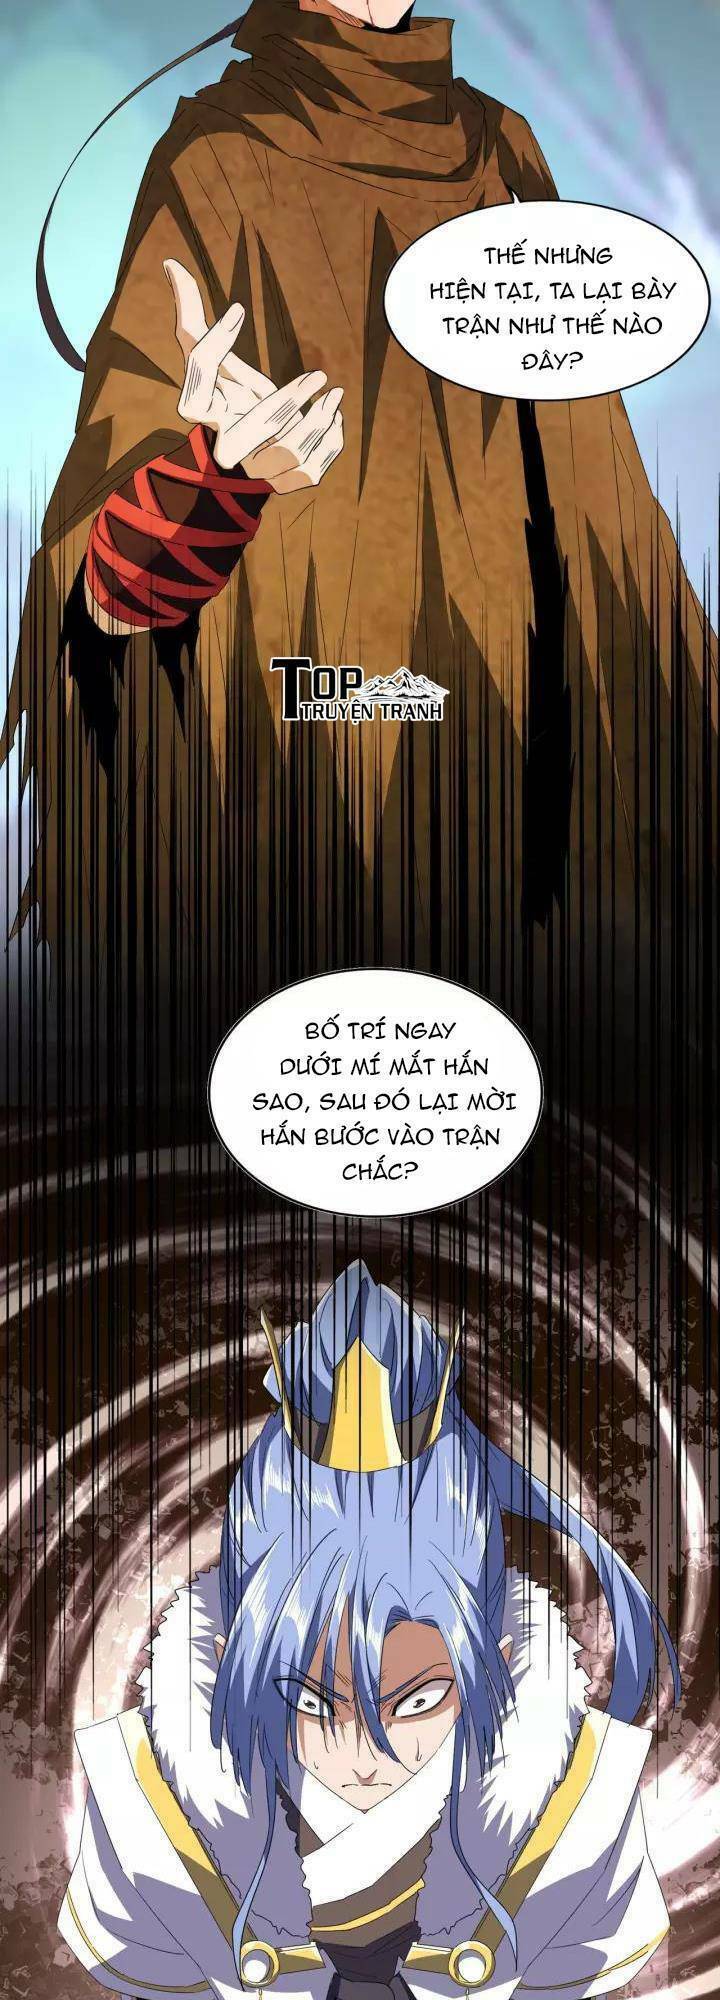 THẾ NHƯNG
HIỆN TẠI, TA LẠI BÀY
TRẬN NHƯ THẾ NÀO
ĐÂY?
TOP
TRUYỆN TRANH
BỐ TRÍ NGAY
DƯỚI MÍ MẮT HẮN
SAO, SAU ĐÓ LẠI MỜI
HẮN BƯỚC VÀO TRẬN
CHẮC?